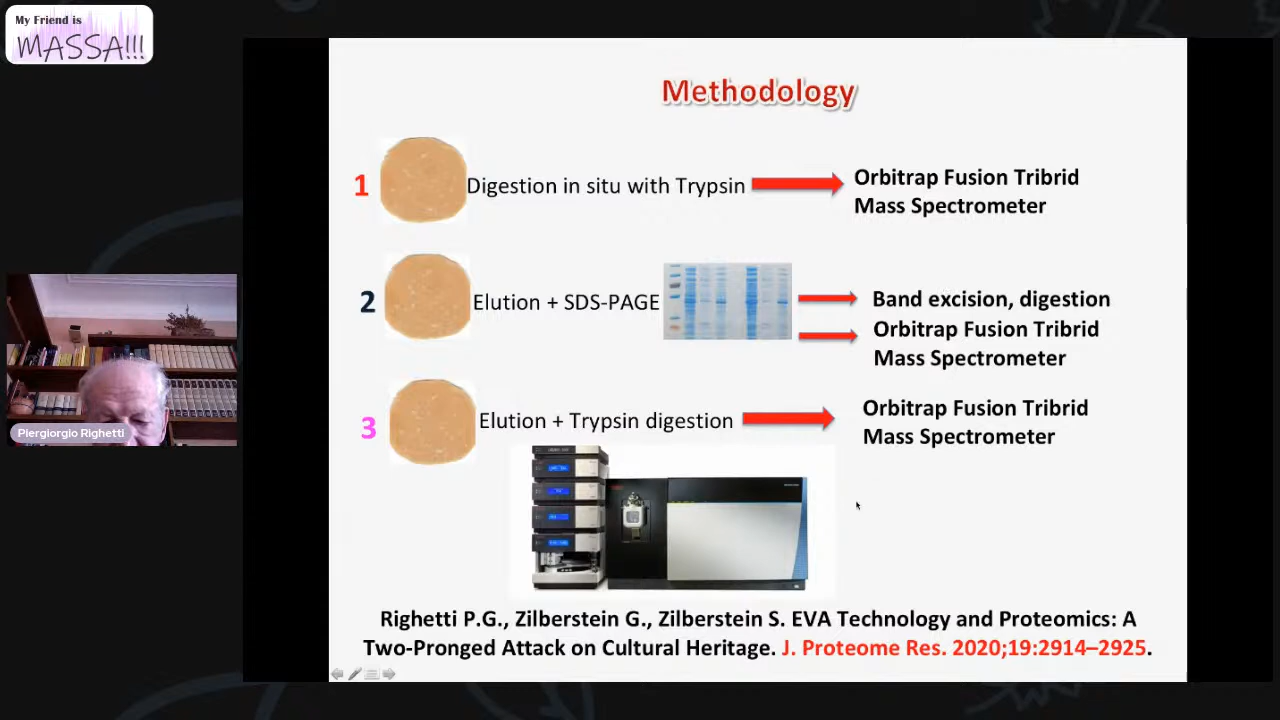 My Friend is
MASSA!!!
Methodology
1
Digestion in situ with Trypsin
Orbitrap Fusion Tribrid
Mass Spectrometer
2
Elution + SDS-PAGE
Band excision, digestion
Orbitrap Fusion Tribrid
Mass Spectrometer
3
Elution + Trypsin digestion
Orbitrap Fusion Tribrid
Mass Spectrometer
Piergiorgio Righetti
Righetti P.G., Zilberstein G., Zilberstein S. EVA Technology and Proteomics: A
Two-Pronged Attack on Cultural Heritage. J. Proteome Res. 2020;19:2914–2925.